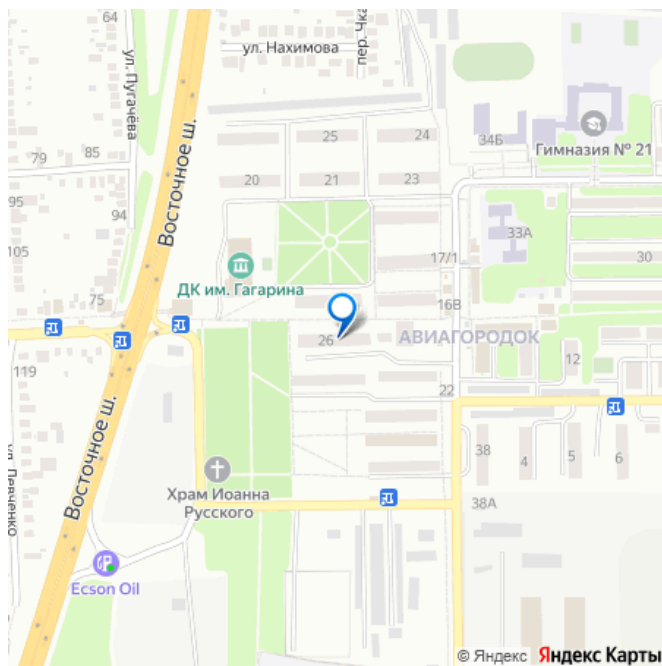 64
ул. Нахимова
пер. Чка
ул. Пугачёва
Восточное ш.
25
24
34Б
Гимназия № 21
79
85
20
21
23
95
94
33А
105
17/1
30
ДК им. Гагарина
75
16В
26
АВИАГОРОДОК
119
12
22
Восточное ш.
38
4
5
6
ул. Левченко
Храм Иоанна
Русского
38А
Ecson Oil
© Яндекс Яндекс Карты